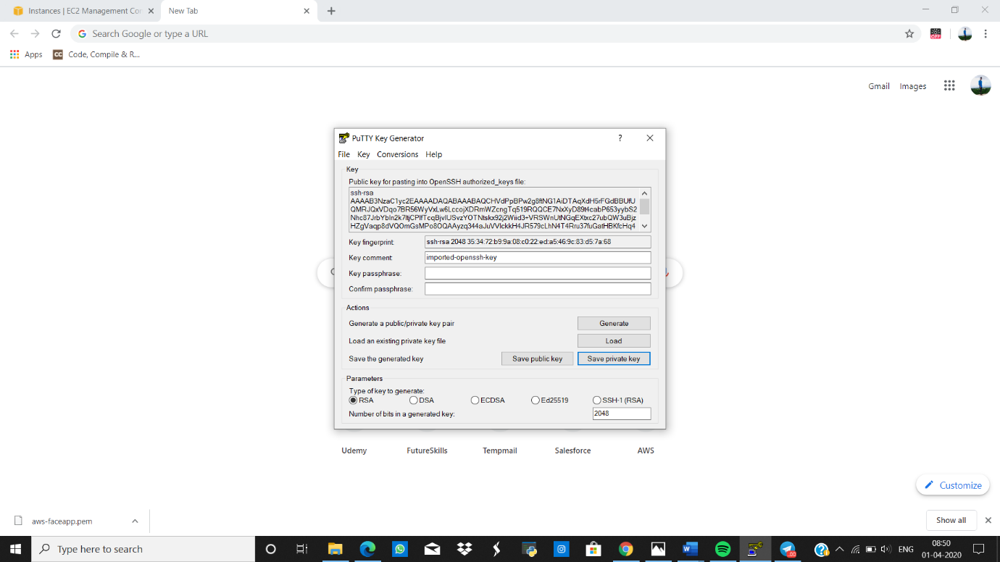 Instances | EC2 Management Con
New Tab
Search Google or type a URL
OFF
Apps
CC
Code, Compile & R...
Gmail
Images
PuTTY Key Generator
?
File Key Conversions Help
Key
Public key for pasting into OpenSSH authorized_keys file:
ssh-rsa
Key fingerprint:
ssh-rsa 2048 35:34:72:b9:9a:08:c0:22:ed:a5:46:9c:83:d5:7a:68
Key comment:
imported-openssh-key
Key passphrase:
Confirm passphrase:
Actions
Generate a public/private key pair
Generate
Load an existing private key file
Load
Save the generated key
Save public key
Save private key
Parameters
Type of key to generate:
RSA DSA ECDSA Ed25519 SSH-1 (RSA)
Number of bits in a generated key:
2048
Udemy
FutureSkills
Tempmail
Salesforce
AWS
Customize
aws-faceapp.pem
Show all
Type here to search
ENG
08:50
01-04-2020